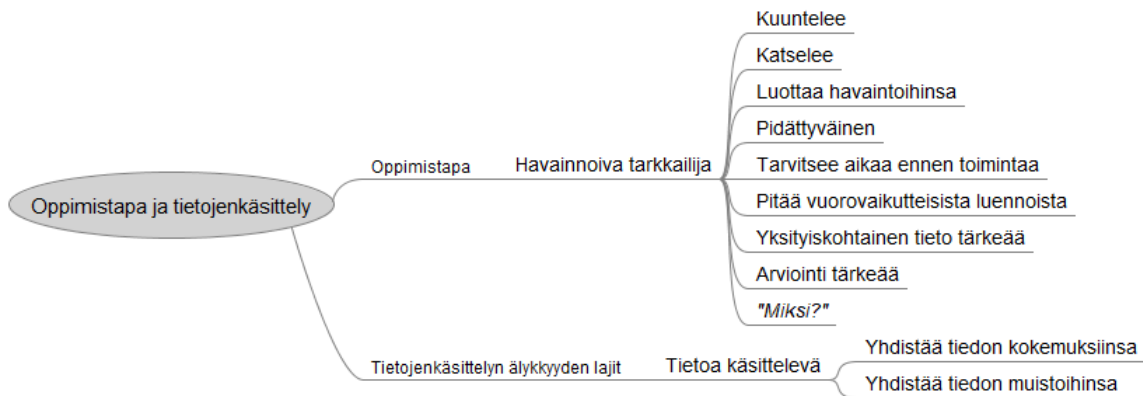 Oppimistapa ja tietojenkäsittely
Oppimistapa
Havainnoiva tarkkailija
Kuuntelee
Katselee
Luottaa havaintoihinsa
Pidättyväinen
Tarvitsee aikaa ennen toimintaa
Pitää vuorovaikutteisista luennoista
Yksityiskohtainen tieto tärkeää
Arviointi tärkeää
"Miksi?"
Tietojenkäsittelyn älykkyyden lajit
Tietoa käsittelevä
Yhdistää tiedon kokemuksiinsa
Yhdistää tiedon muistoihinsa